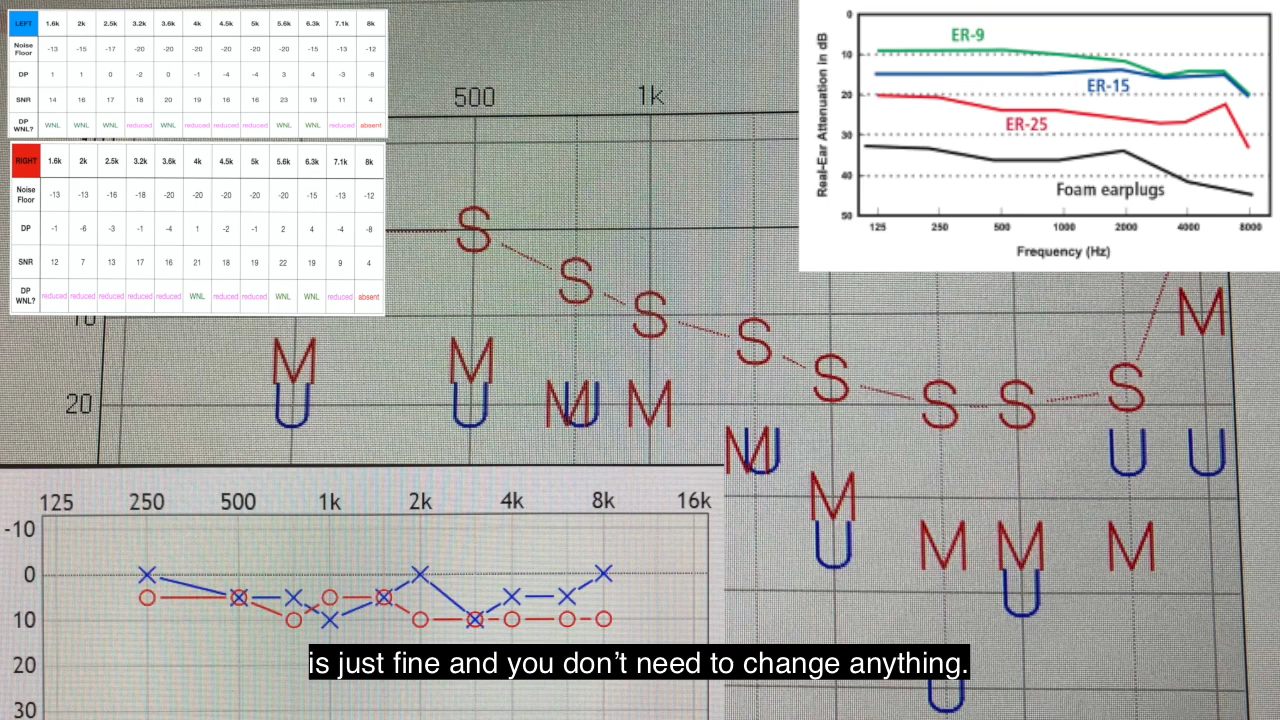 LEFT 1.6k 2k 2.5k 3.2k 3.6k 4k 4.5k 5k 5.6k 6.3k 7.1k 8k
Noise Floor -13 -15 -17 -20 -20 -20 -20 -20 -20 -15 -13 -12
DP 1 1 0 -2 0 -1 -4 -4 3 4 -3 -8
SNR 14 16 17 18 20 19 16 16 23 19 11 4
DP WNL? WNL WNL WNL reduced WNL reduced reduced reduced WNL WNL reduced absent
RIGHT 1.6k 2k 2.5k 3.2k 3.6k 4k 4.5k 5k 5.6k 6.3k 7.1k 8k
Noise Floor -13 -13 -15 -18 -20 -20 -20 -20 -20 -15 -13 -12
DP -1 -6 -3 -1 -4 1 -2 -1 2 4 -4 -8
SNR 12 7 13 17 16 21 18 19 22 19
DP WNL? reduced reduced reduced reduced reduced WNL reduced reduced WNL WNL reduced absent
Real-Ear Attenuation in dB
0
10
20
30
40
50
ER-9
ER-15
ER-25
Foam earplugs
125 250 500 1000 2000 4000 8000
Frequency (Hz)
500 1k
10
20
S
S
S
S
S
S S S
M M M M M M M M M M
U U U U U U U U U
125 250 500 1k 2k 4k 8k 16k
-10
0
10
20
30
is just fine and you don't need to change anything.